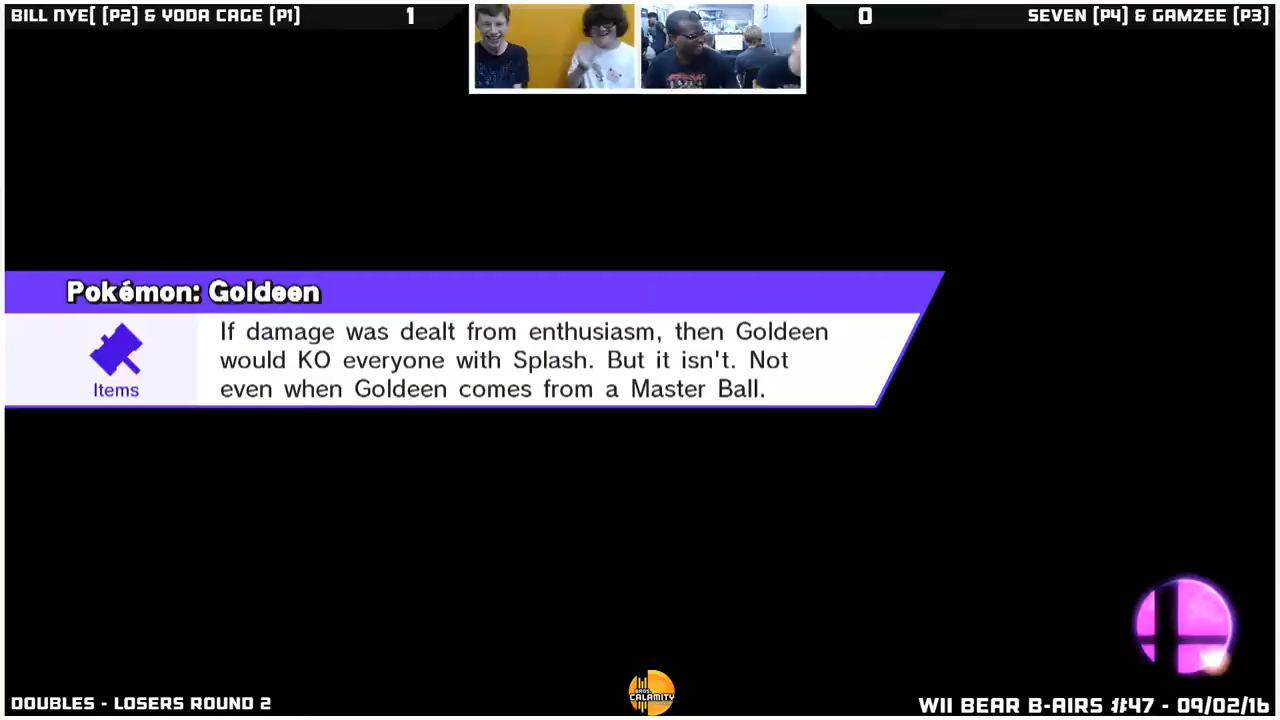 BILL NYE[ [P2] & YODA CAGE [P1]
1
0
SEVEN [P4] & GAMZEE [P3]
Pokémon: Goldeen
If damage was dealt from enthusiasm, then Goldeen
would KO everyone with Splash. But it isn't. Not
even when Goldeen comes from a Master Ball.
Items
DOUBLES - LOSERS ROUND 2
BROS.
CALAMITY
WII BEAR B-AIRS #47 - 09/02/16